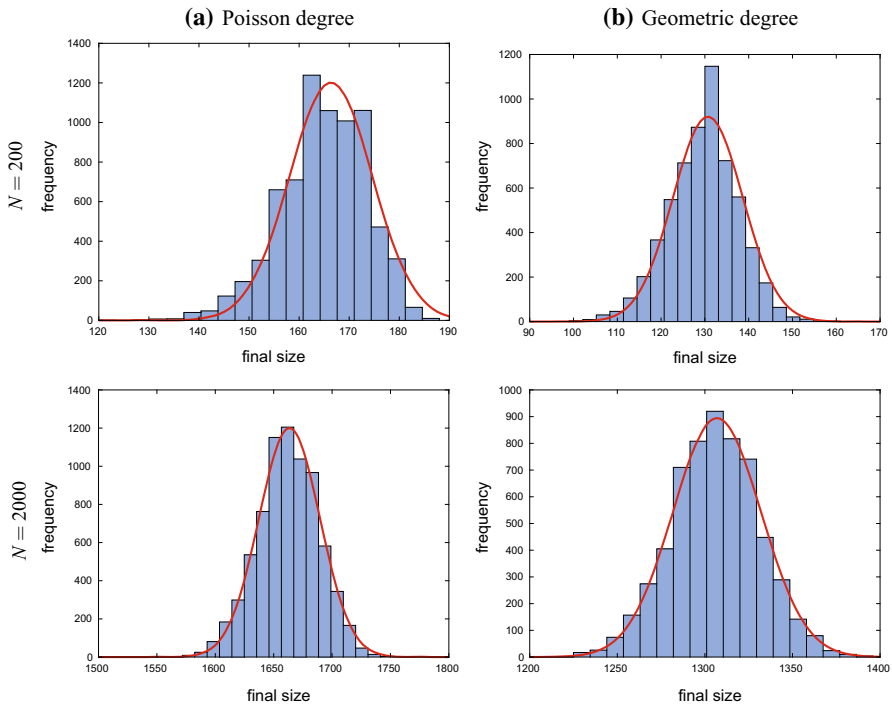 (a) Poisson degree
(b) Geometric degree
N = 200
frequency
1400
1200
1000
800
600
400
200
0
120 130 140 150 160 170 180 190
final size
frequency
1200
1000
800
600
400
200
0
90 100 110 120 130 140 150 160 170
final size
N = 2000
frequency
1400
1200
1000
800
600
400
200
0
1500 1550 1600 1650 1700 1750 1800
final size
frequency
1000
900
800
700
600
500
400
300
200
100
0
1200 1250 1300 1350 1400
final size